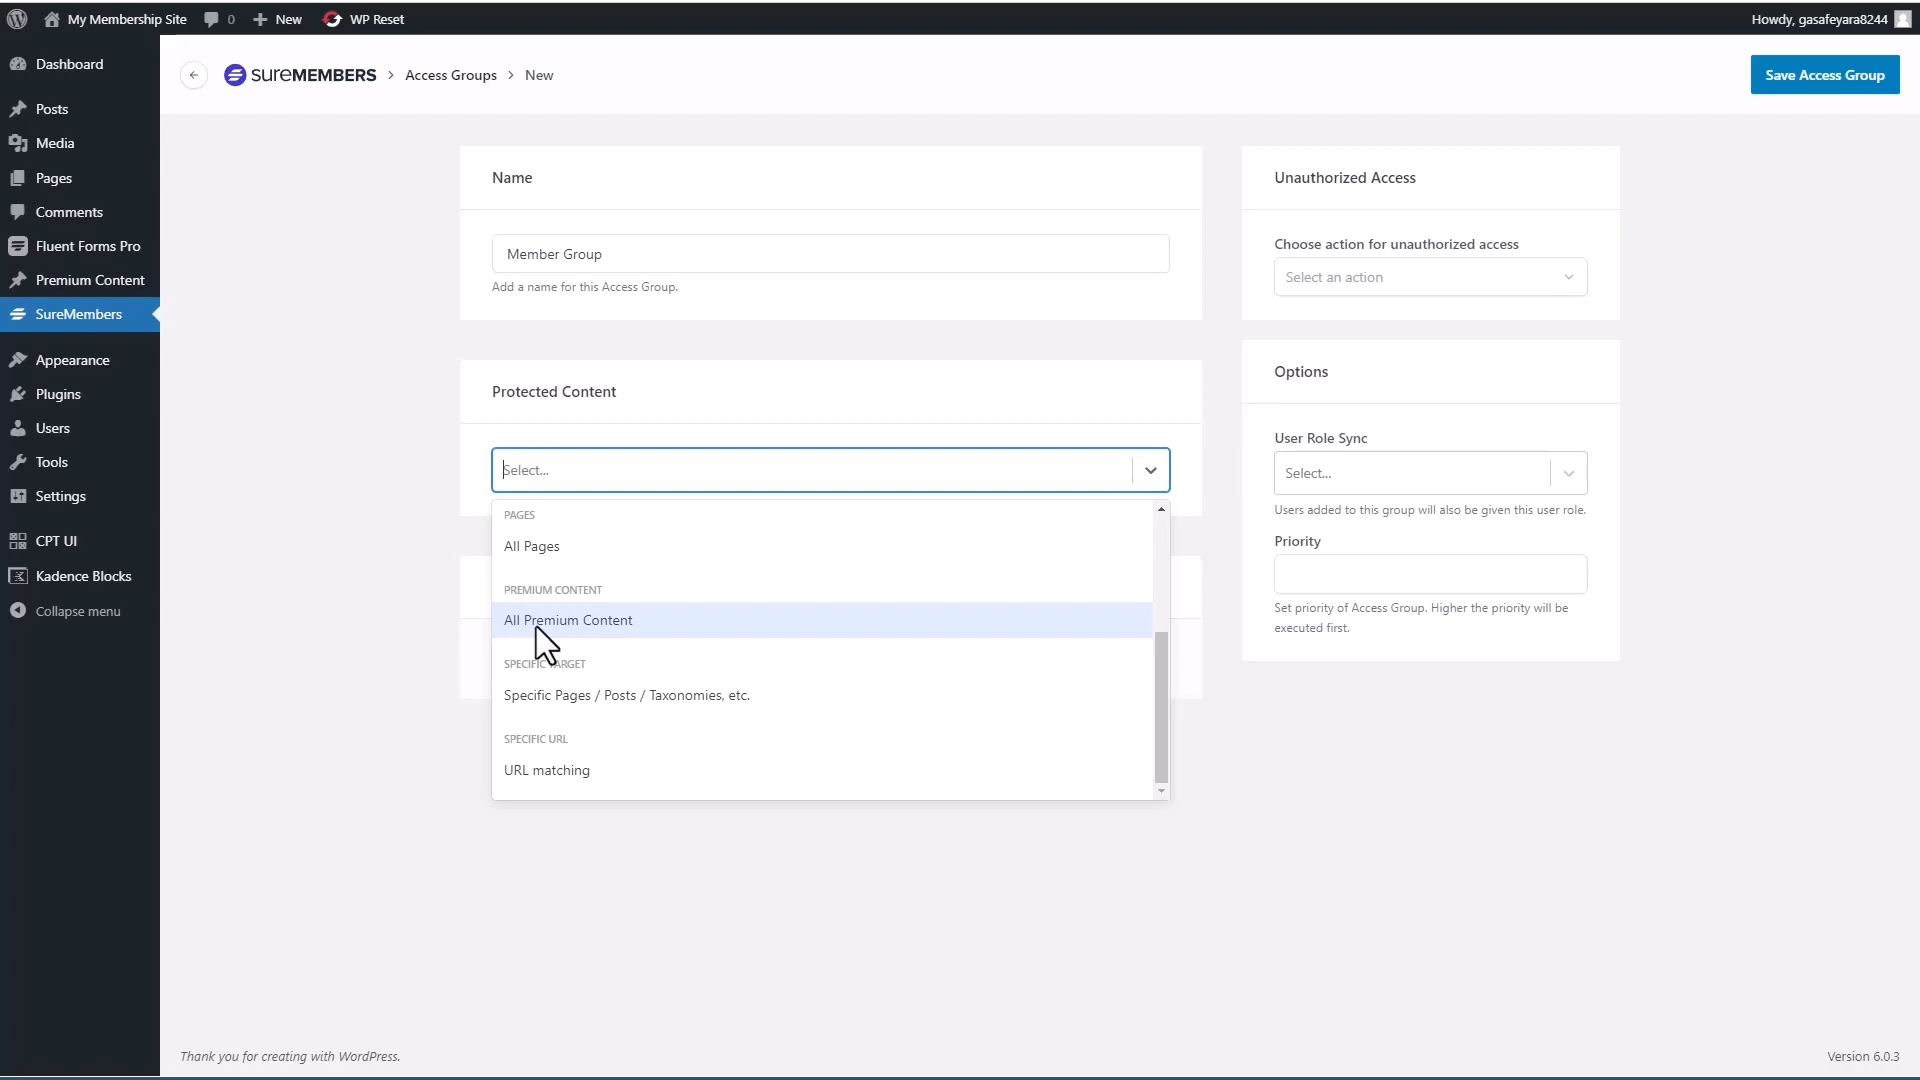 My Membership Site 0 New WP Reset Howdy, gasafeyara8244
Dashboard
Posts
Media
Pages
Comments
Fluent Forms Pro
Premium Content
SureMembers
Appearance
Plugins
Users
Tools
Settings
CPT UI
Kadence Blocks
Collapse menu
SureMEMBERS > Access Groups > New
Save Access Group
Name
Member Group
Add a name for this Access Group.
Protected Content
Select...
PAGES
All Pages
PREMIUM CONTENT
All Premium Content
SPECIFIC TARGET
Specific Pages / Posts / Taxonomies, etc.
SPECIFIC URL
URL matching
Unauthorized Access
Choose action for unauthorized access
Select an action
Options
User Role Sync
Select...
Users added to this group will also be given this user role.
Priority
Set priority of Access Group. Higher the priority will be
executed first.
Thank you for creating with WordPress.
Version 6.0.3